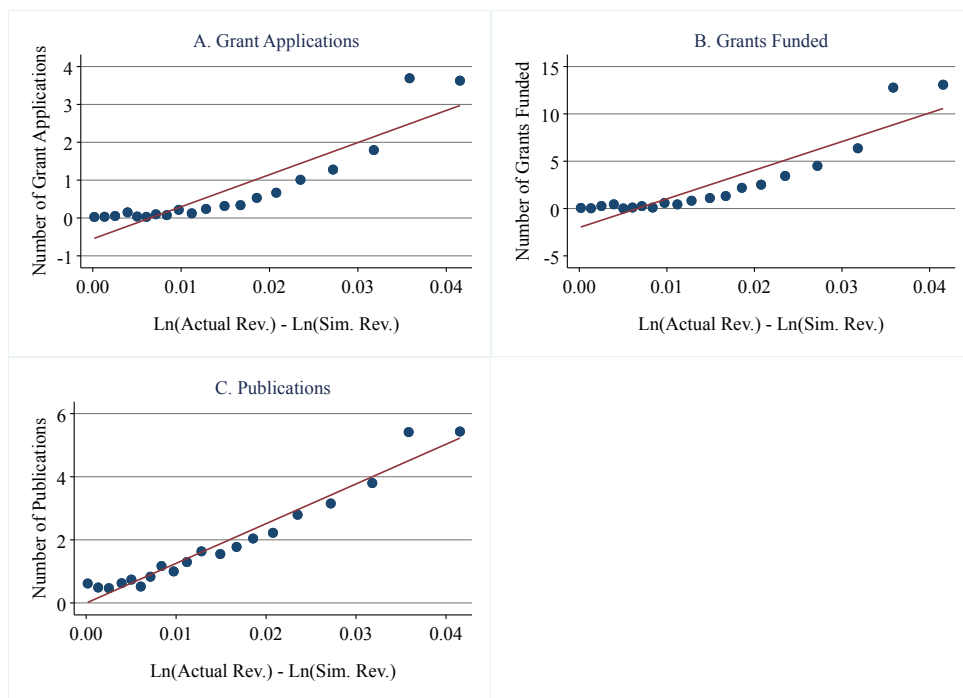 A. Grant Applications
Number of Grant Applications
4
3
2
1
0
-1
0.00 0.01 0.02 0.03 0.04
Ln(Actual Rev.) - Ln(Sim. Rev.)
B. Grants Funded
Number of Grants Funded
15
10
5
0
-5
0.00 0.01 0.02 0.03 0.04
Ln(Actual Rev.) - Ln(Sim. Rev.)
C. Publications
Number of Publications
6
4
2
0
0.00 0.01 0.02 0.03 0.04
Ln(Actual Rev.) - Ln(Sim. Rev.)